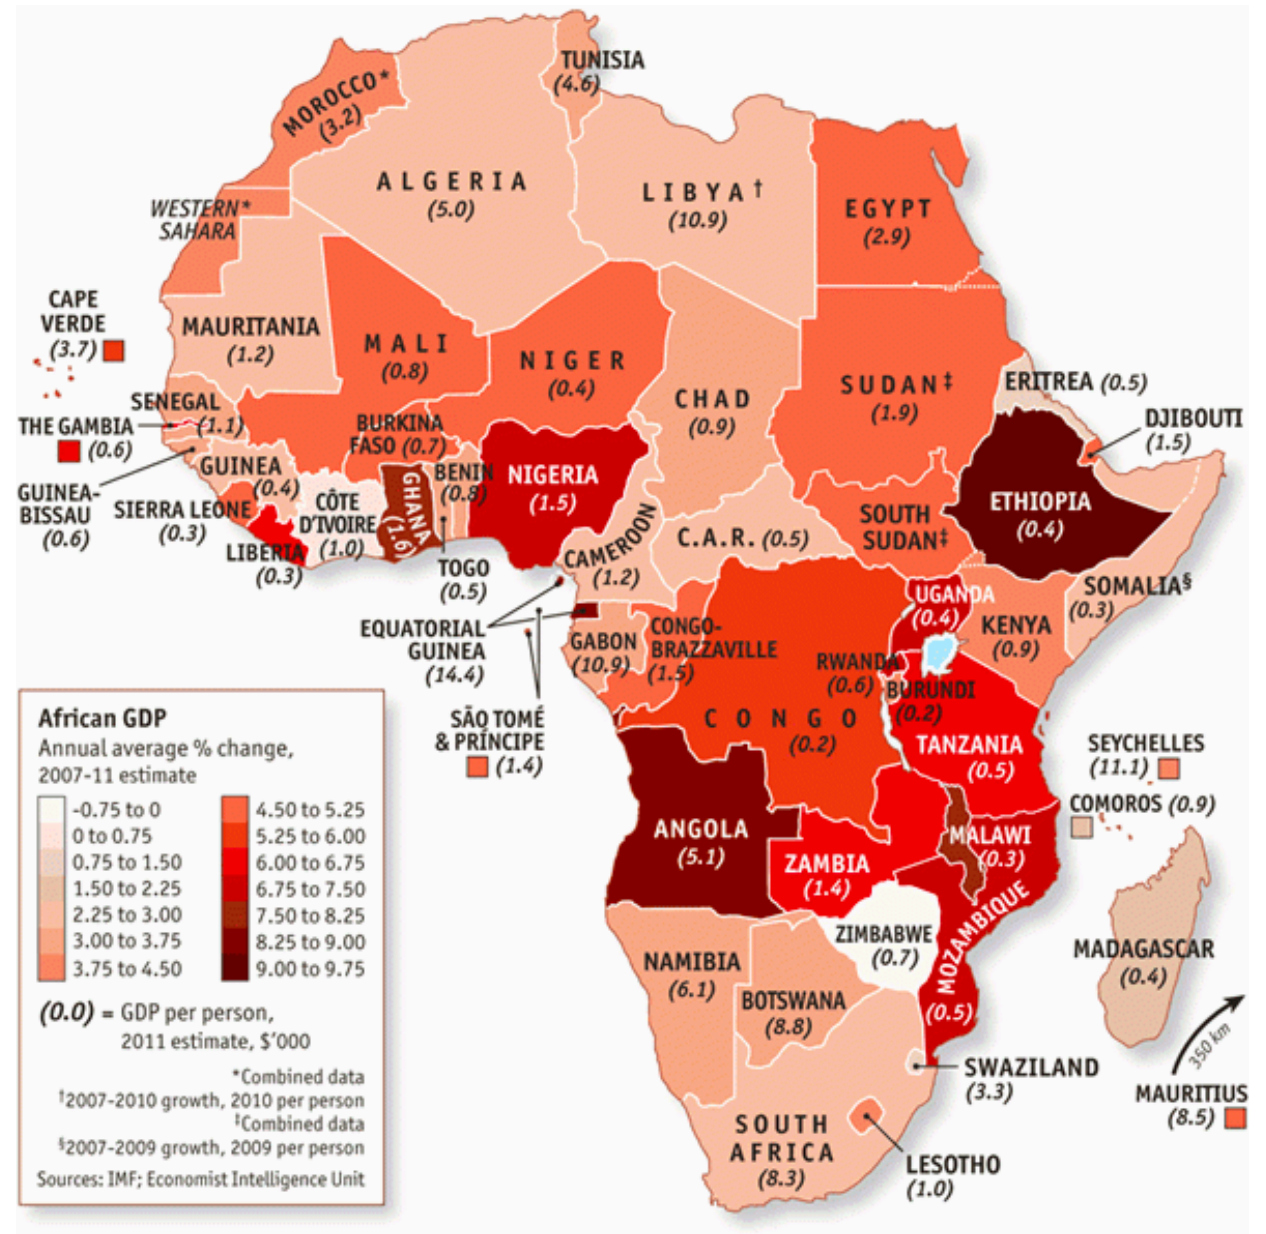 TUNISIA
(4.6)
MOROCCO*
(3.2)
ALGERIA
(5.0)
LIBYA†
(10.9)
EGYPT
(2.9)
WESTERN*
SAHARA
CAPE
VERDE
(3.7)
MAURITANIA
(1.2)
MALI
(0.8)
NIGER
(0.4)
CHAD
(0.9)
SUDAN‡
(1.9)
ERITREA (0.5)
DJIBOUTI
(1.5)
SENEGAL
(1.1)
THE GAMBIA
(0.6)
BURKINA
FASO (0.7)
GUINEA
(0.4)
GUINEA-
BISSAU
(0.6)
SIERRA LEONE
(0.3)
CÔTE
D'IVOIRE
(1.0)
GHANA
(1.6)
BENIN
(0.8)
NIGERIA
(1.5)
LIBERIA
(0.3)
TOGO
(0.5)
CAMEROON
(1.2)
C.A.R. (0.5)
SOUTH
SUDAN‡
ETHIOPIA
(0.4)
SOMALIA§
(0.3)
UGANDA
(0.4)
KENYA
(0.9)
EQUATORIAL
GUINEA
(14.4)
GABON
(10.9)
CONGO-
BRAZZAVILLE
(1.5)
RWANDA
(0.6)
BURUNDI
(0.2)
SÃO TOMÉ
& PRÍNCIPE
(1.4)
CONGO
(0.2)
TANZANIA
(0.5)
SEYCHELLES
(11.1)
COMOROS (0.9)
ANGOLA
(5.1)
ZAMBIA
(1.4)
MALAWI
(0.3)
MOZAMBIQUE
(0.5)
ZIMBABWE
(0.7)
MADAGASCAR
(0.4)
NAMIBIA
(6.1)
BOTSWANA
(8.8)
350 km
MAURITIUS
(8.5)
SWAZILAND
(3.3)
SOUTH
AFRICA
(8.3)
LESOTHO
(1.0)
African GDP
Annual average % change,
2007-11 estimate
-0.75 to 0
0 to 0.75
0.75 to 1.50
1.50 to 2.25
2.25 to 3.00
3.00 to 3.75
3.75 to 4.50
4.50 to 5.25
5.25 to 6.00
6.00 to 6.75
6.75 to 7.50
7.50 to 8.25
8.25 to 9.00
9.00 to 9.75
(0.0) = GDP per person,
2011 estimate, $'000
*Combined data
†2007-2010 growth, 2010 per person
‡Combined data
§2007-2009 growth, 2009 per person
Sources: IMF; Economist Intelligence Unit